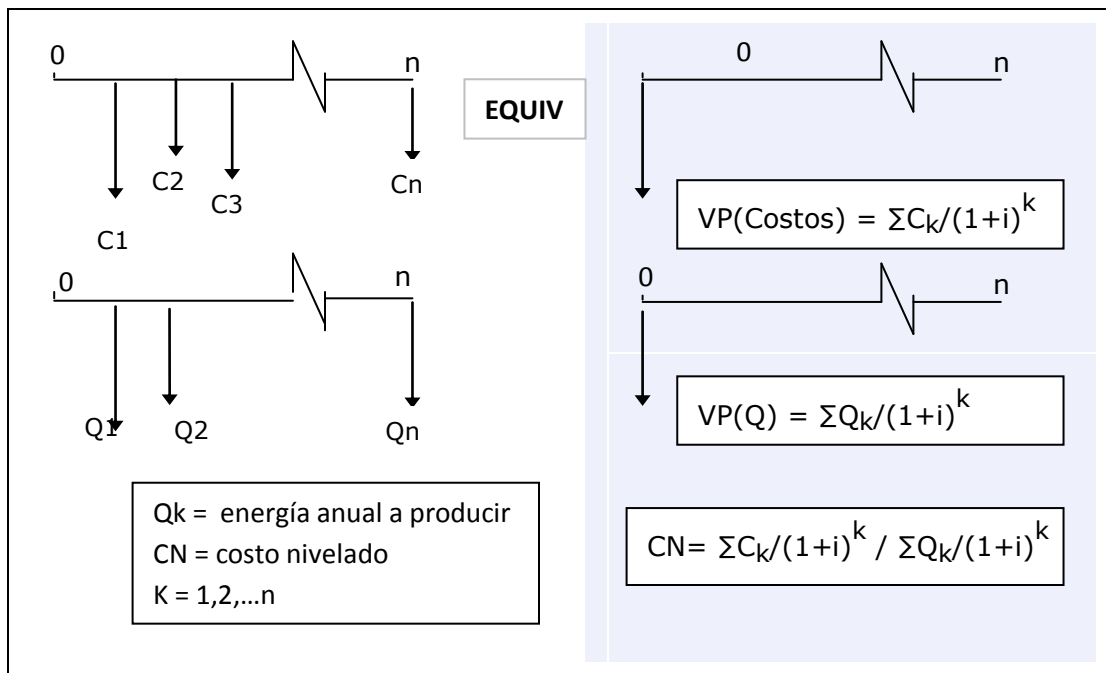 0
n
C1
C2
C3
Cn
EQUIV
0
n
VP(Costos) = ΣCk/(1+i)^k
0
n
Q1
Q2
Qn
0
n
VP(Q) = ΣQk/(1+i)^k
Qk = energía anual a producir
CN = costo nivelado
K = 1,2,...n
CN= ΣCk/(1+i)^k / ΣQk/(1+i)^k